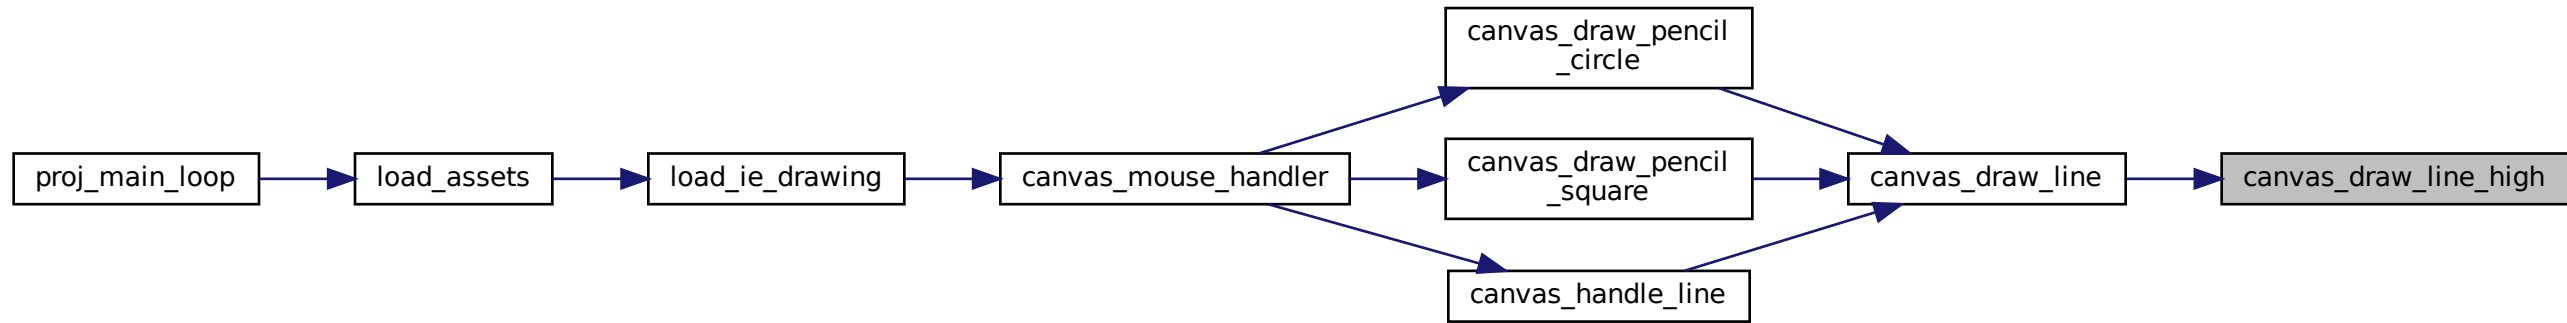 proj_main_loop
load_assets
load_ie_drawing
canvas_mouse_handler
canvas_draw_pencil
_circle
canvas_draw_pencil
_square
canvas_handle_line
canvas_draw_line
canvas_draw_line_high